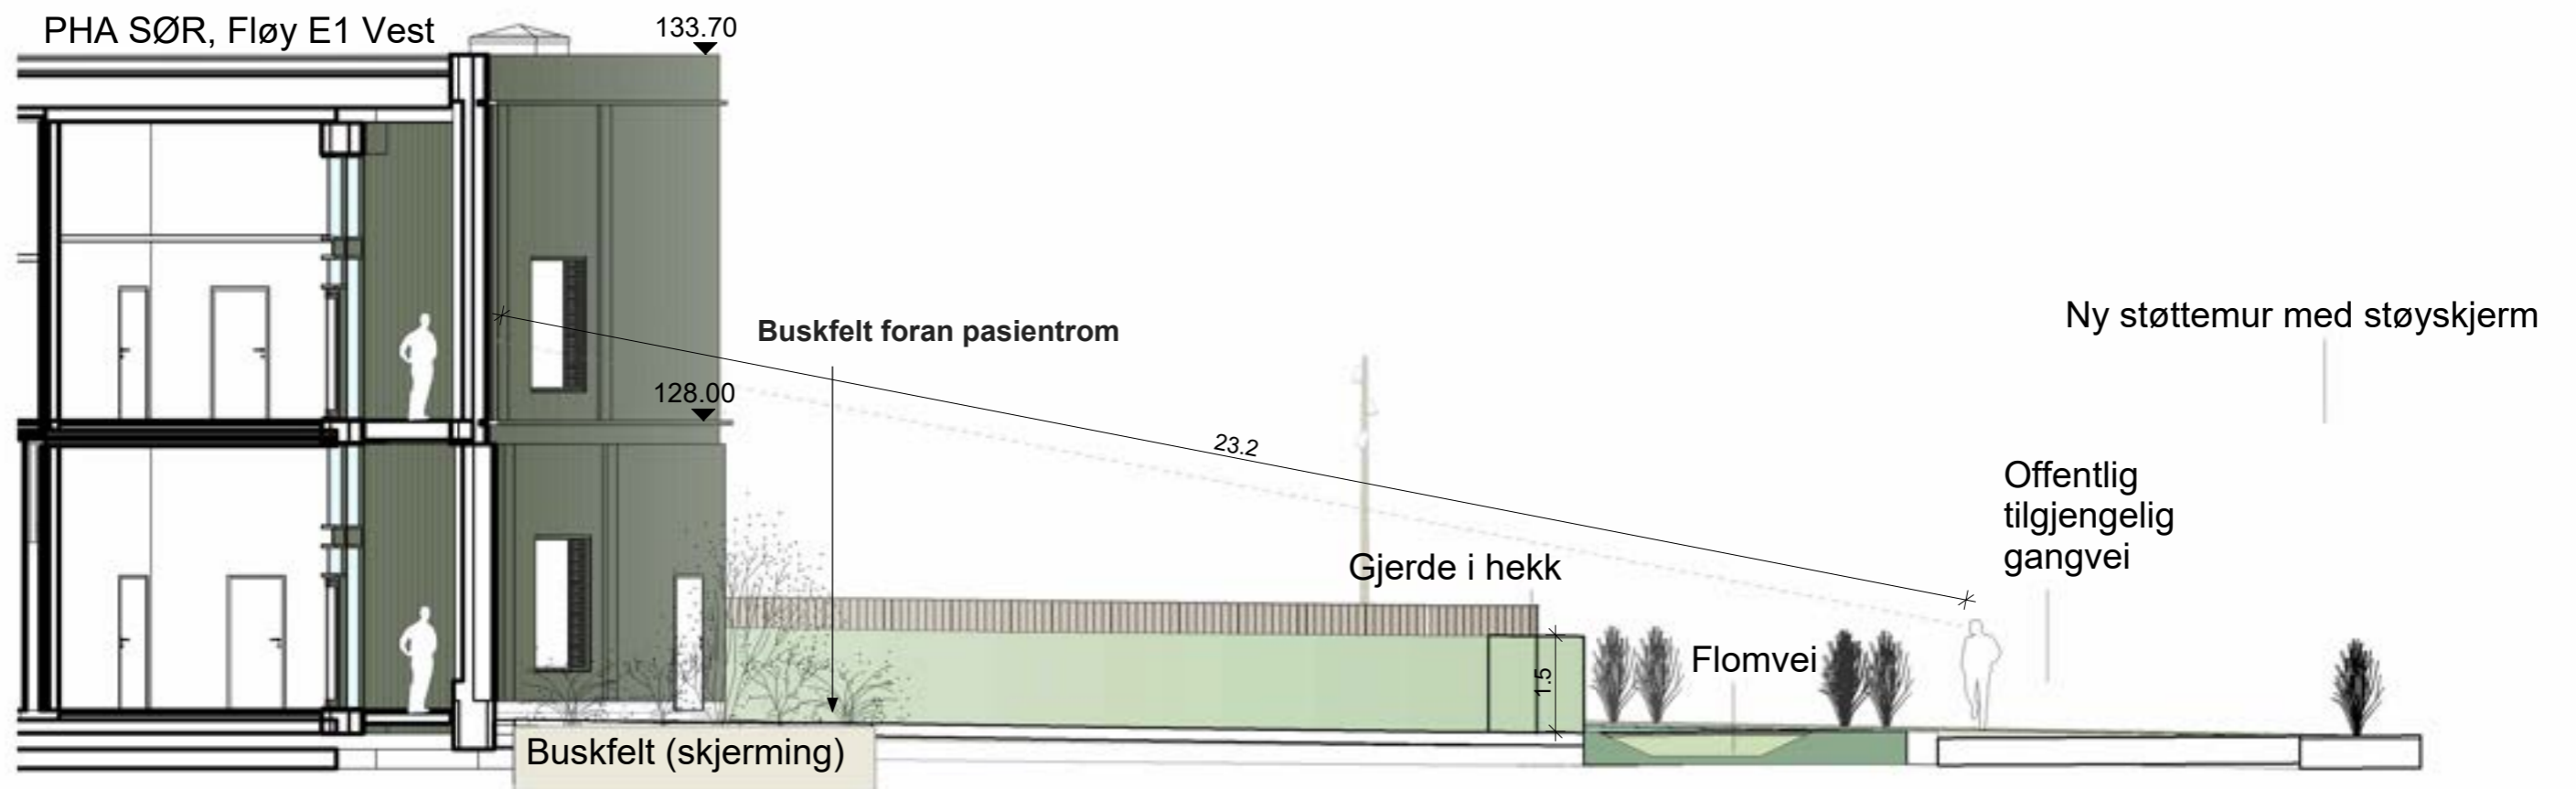 PHA SØR, Fløy E1 Vest
133.70
Ny støttemur med støyskjerm
Buskfelt foran pasientrom
128.00
23.2
Offentlig
tilgjengelig
gangvei
Gjerde i hekk
Flomvei
1.5
Buskfelt (skjerming)